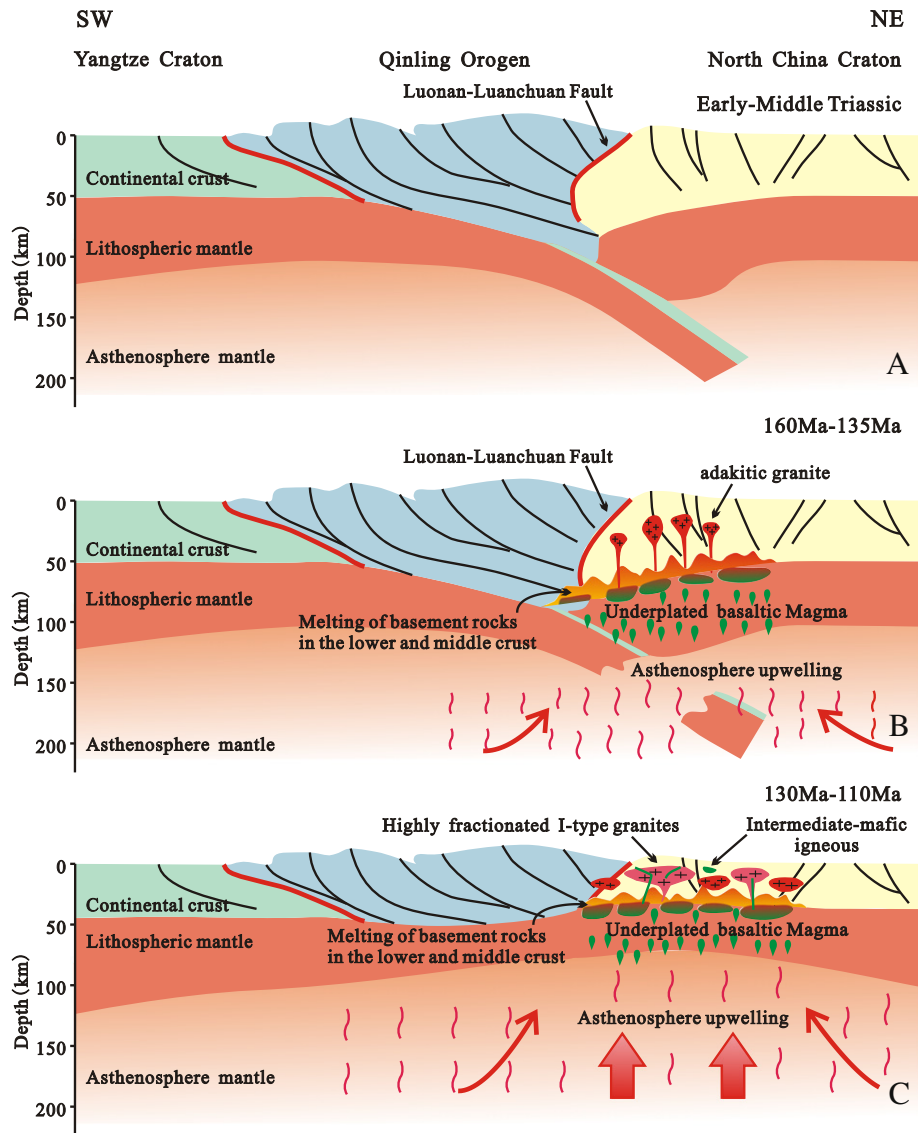 SW NE
Yangtze Craton Qinling Orogen North China Craton
Luonan-Luanchuan Fault
Early-Middle Triassic
0
Continental crust
50
Lithospheric mantle
100
Depth (km)
150
Asthenosphere mantle
200
A
160Ma-135Ma
Luonan-Luanchuan Fault
adakitic granite
0
Continental crust
50
Lithospheric mantle
Underplated basaltic Magma
100
Melting of basement rocks
in the lower and middle crust
Depth (km)
Asthenosphere upwelling
150
Asthenosphere mantle
200
B
130Ma-110Ma
Highly fractionated I-type granites
Intermediate-mafic
igneous
0
Continental crust
50
Lithospheric mantle
Melting of basement rocks
in the lower and middle crust
Underplated basaltic Magma
100
Depth (km)
Asthenosphere upwelling
150
Asthenosphere mantle
200
C